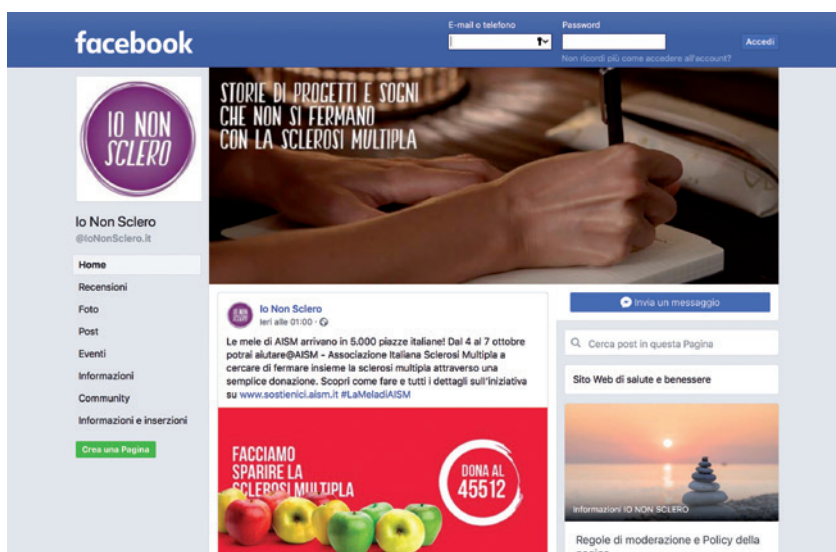 facebook
E-mail o telefono
Password
Accedi
Non ricordi più come accedere all'account?
IO NON
SCLERO
STORIE DI PROGETTI E SOGNI
CHE NON SI FERMANO
CON LA SCLEROSI MULTIPLA
Io Non Sclero
@IoNonSclero.it
Home
Recensioni
Foto
Post
Eventi
Informazioni
Community
Informazioni e inserzioni
Crea una Pagina
IO NON
SCLERO
Io Non Sclero
Ieri alle 01:00 ·
Le mele di AISM arrivano in 5.000 piazze italiane! Dal 4 al 7 ottobre
potrai aiutare@AISM - Associazione Italiana Sclerosi Multipla a
cercare di fermare insieme la sclerosi multipla attraverso una
semplice donazione. Scopri come fare e tutti i dettagli sull'iniziativa
su www.sostienici.aism.it #LaMeladiAISM
FACCIAMO
SPARIRE LA
SCLEROSI MULTIPLA
DONA AL
45512
Invia un messaggio
Cerca post in questa Pagina
Sito Web di salute e benessere
Informazioni IO NON SCLERO
Regole di moderazione e Policy della
pagina